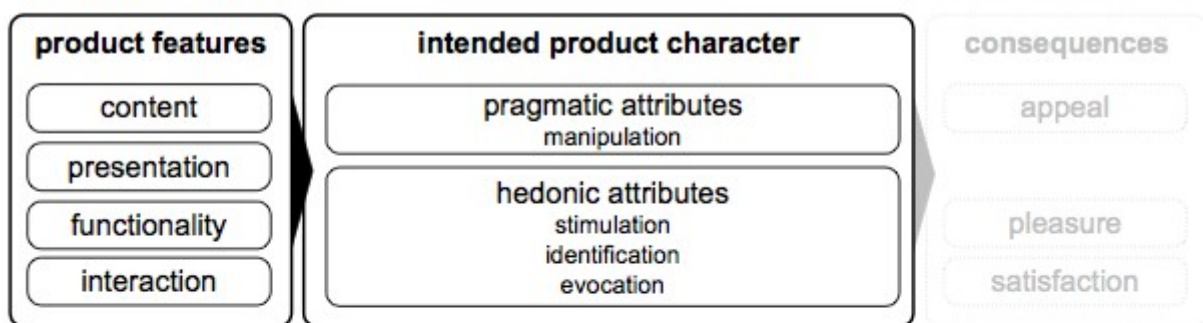 product features
content
presentation
functionality
interaction
intended product character
pragmatic attributes
manipulation
hedonic attributes
stimulation
identification
evocation
consequences
appeal
pleasure
satisfaction